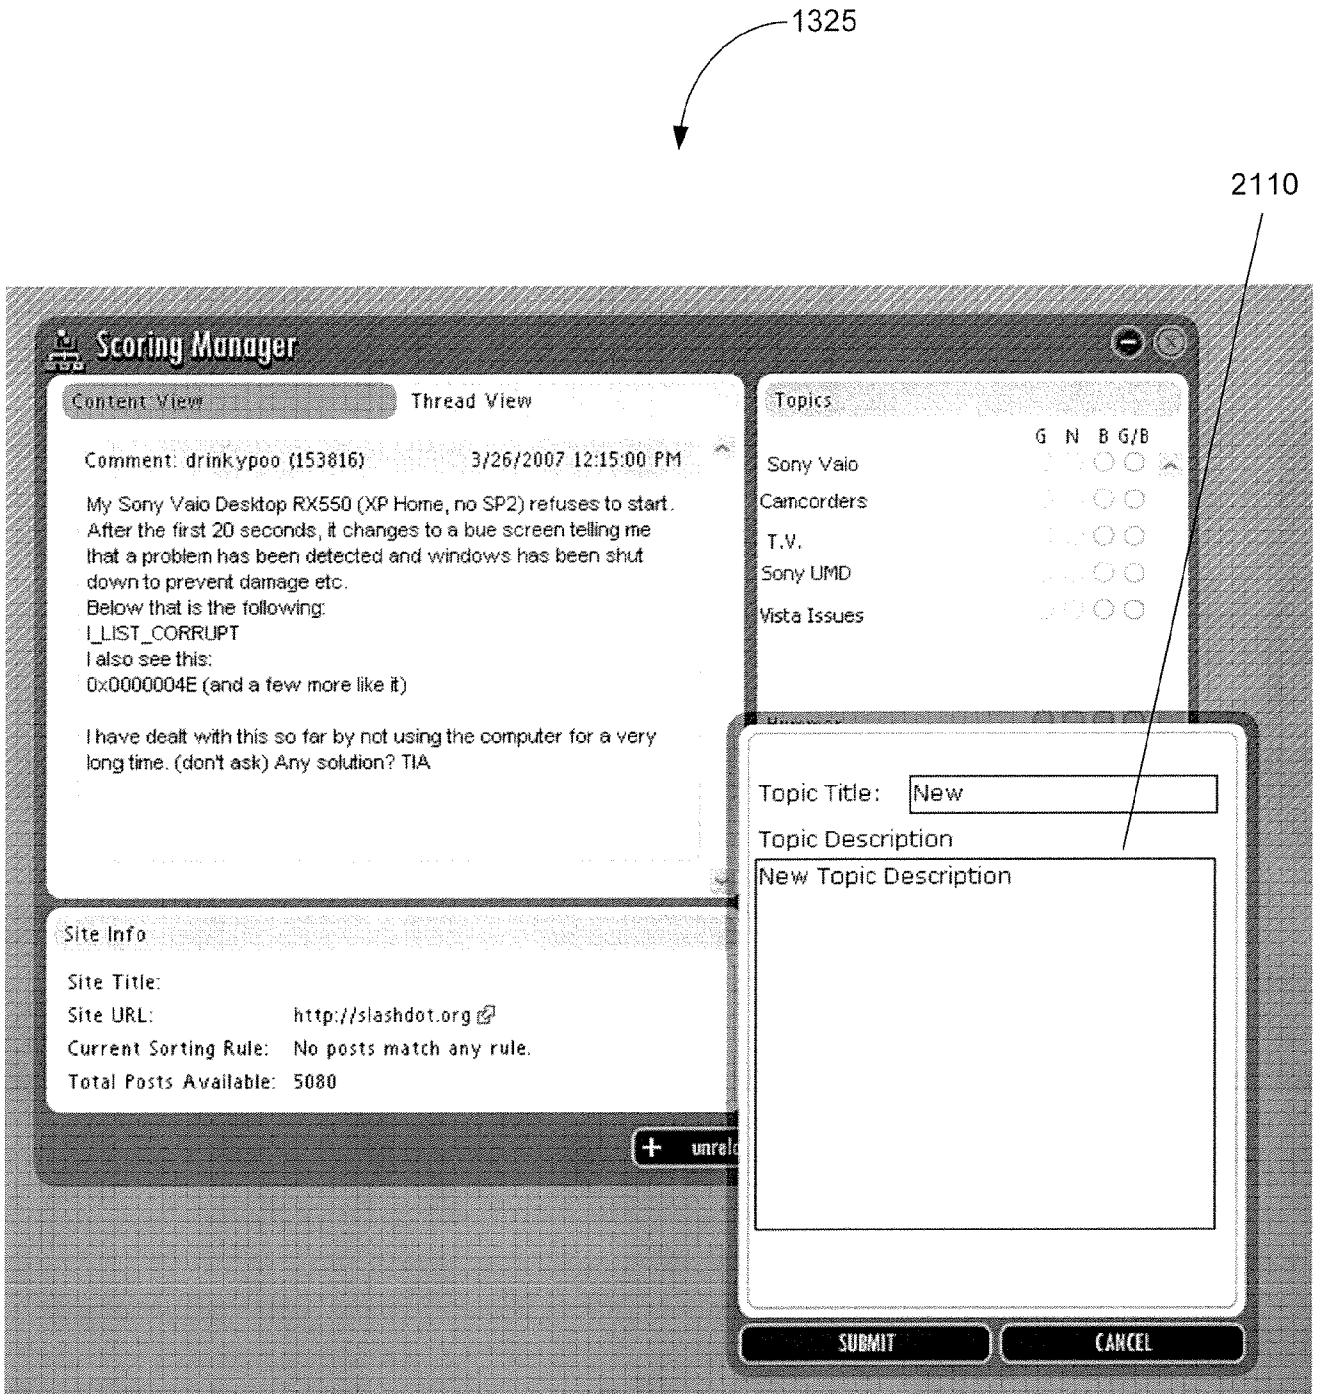 1325
2110
Scoring Manager
Content View
Thread View
Comment: drinkypoo (153816) 3/26/2007 12:15:00 PM
My Sony Vaio Desktop RX550 (XP Home, no SP2) refuses to start.
After the first 20 seconds, it changes to a bue screen telling me
that a problem has been detected and windows has been shut
down to prevent damage etc.
Below that is the following:
I_LIST_CORRUPT
I also see this:
0x0000004E (and a few more like it)
I have dealt with this so far by not using the computer for a very
long time. (don't ask) Any solution? TIA
Topics
G N B G/B
Sony Vaio
Camcorders
T.V.
Sony UMD
Vista Issues
Site Info
Site Title:
Site URL: http://slashdot.org
Current Sorting Rule: No posts match any rule.
Total Posts Available: 5080
+
Topic Title: New
Topic Description
New Topic Description
SUBMIT
CANCEL